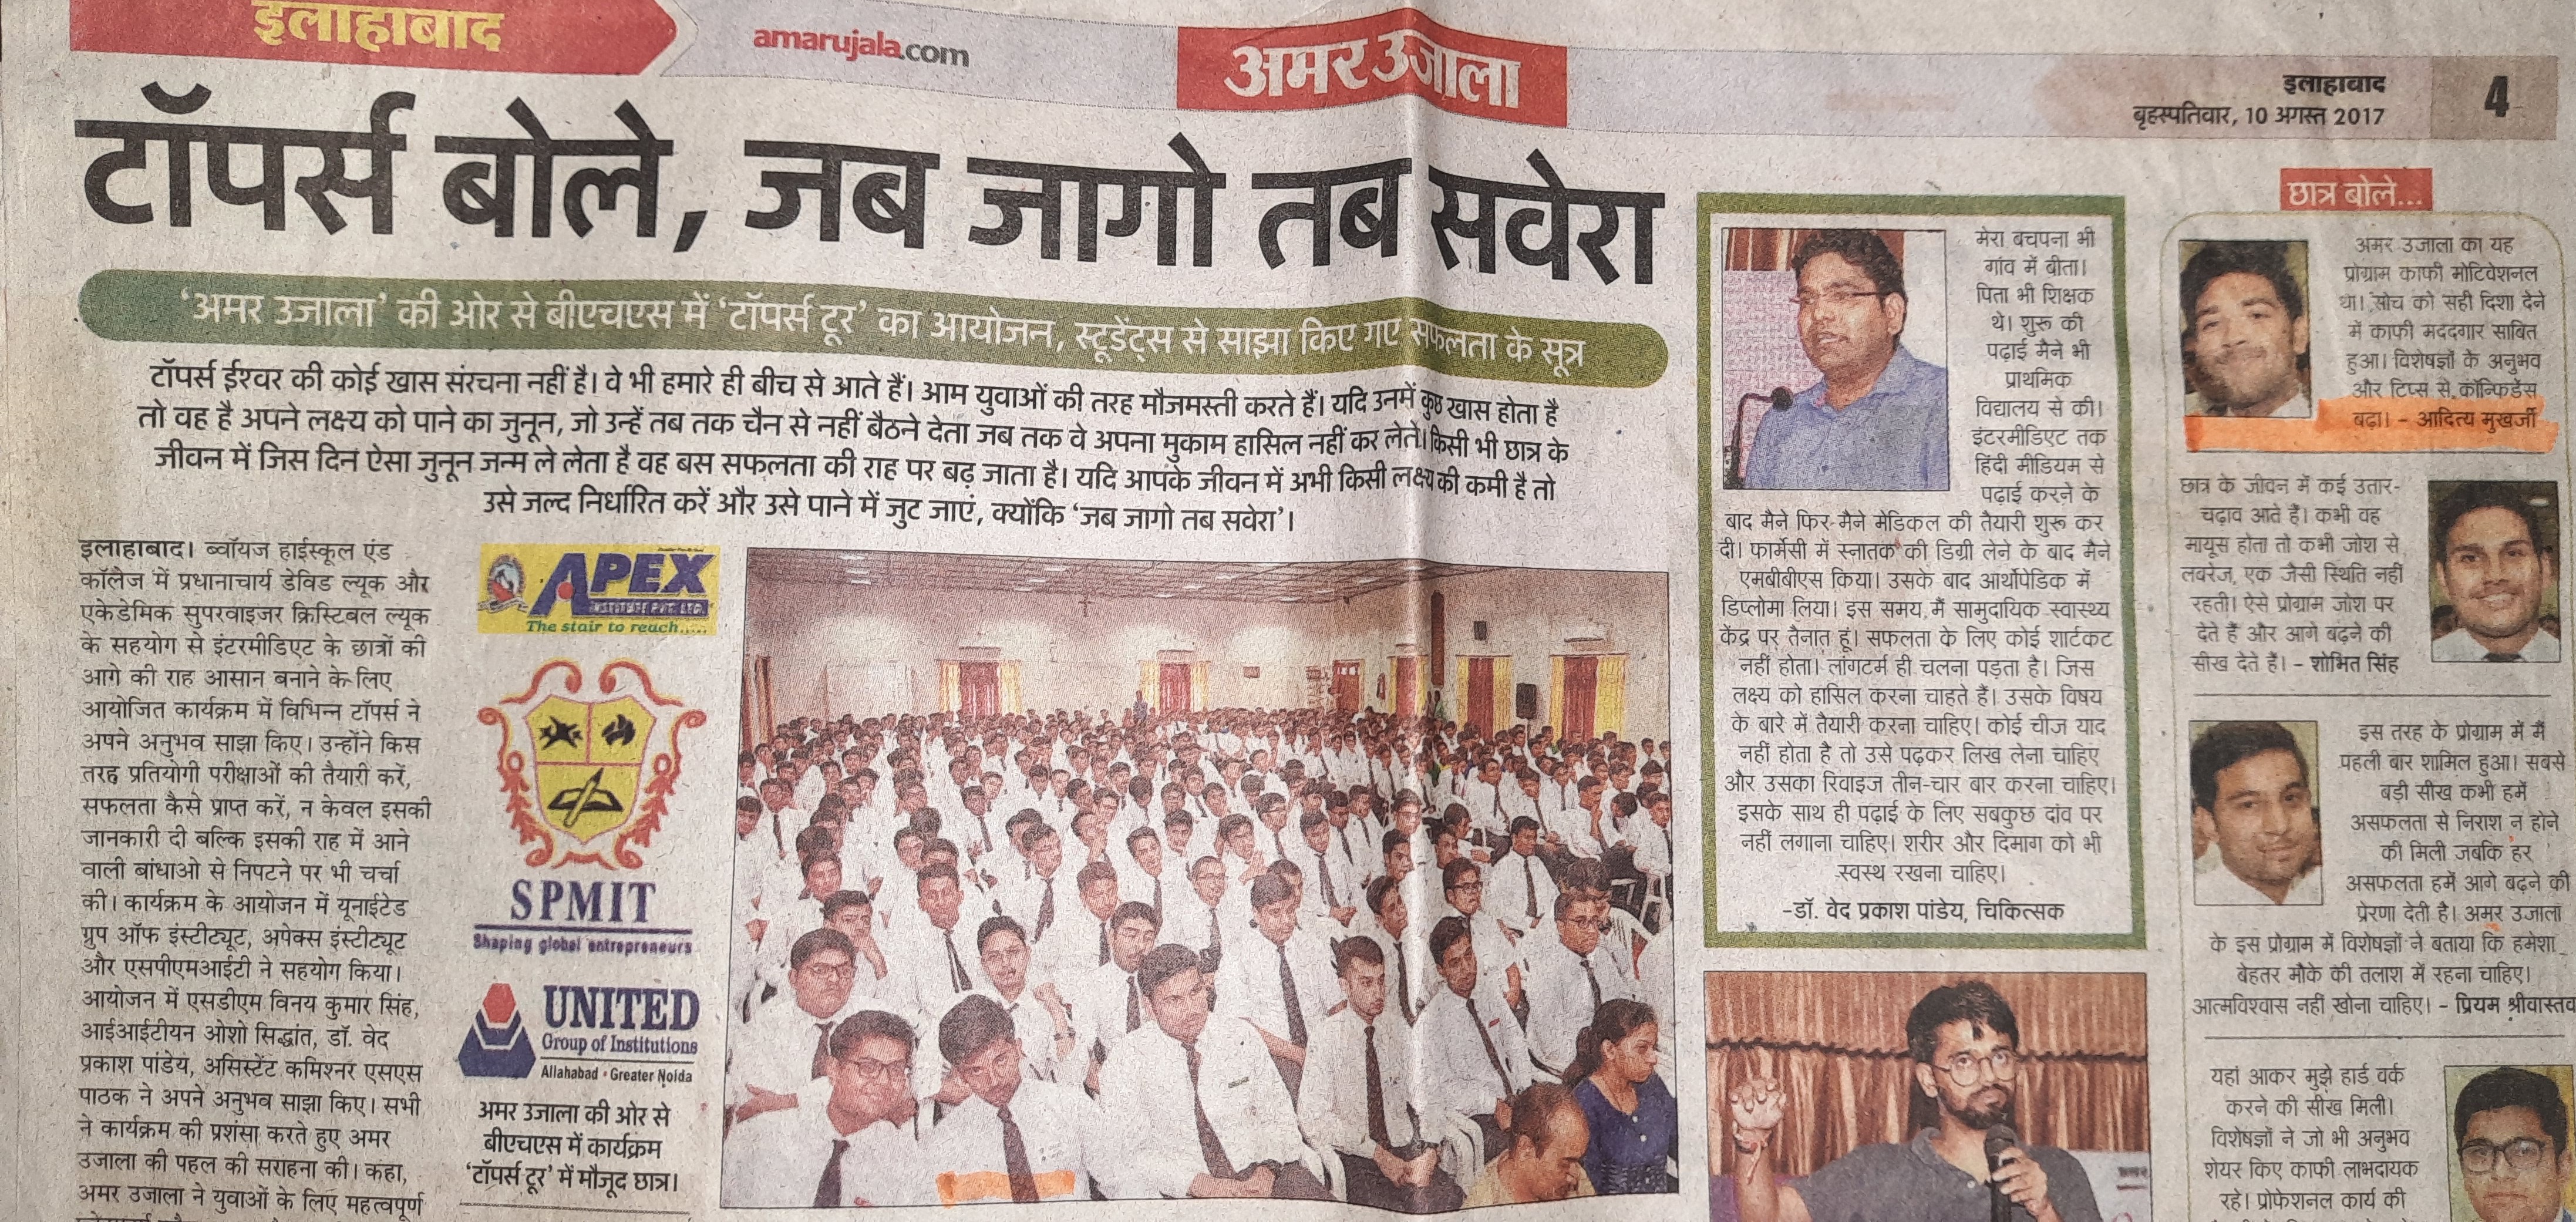 इलाहाबाद
amarujala.com
अमर उजाला
इलाहाबाद
बृहस्पतिवार, 10 अगस्त 2017
4
टॉपर्स बोले, जब जागो तब सवेरा
‘अमर उजाला’ की ओर से बीएचएस में ‘टॉपर्स टूर’ का आयोजन, स्टूडेंट्स से साझा किए गए सफलता के सूत्र
टॉपर्स ईश्वर की कोई खास संरचना नहीं है। वे भी हमारे ही बीच से आते हैं। आम युवाओं की तरह मौजमस्ती करते हैं। यदि उनमें कुछ खास होता है
तो वह है अपने लक्ष्य को पाने का जुनून, जो उन्हें तब तक चैन से नहीं बैठने देता जब तक वे अपना मुकाम हासिल नहीं कर लेते। किसी भी छात्र के
जीवन में जिस दिन ऐसा जुनून जन्म ले लेता है वह बस सफलता की राह पर बढ़ जाता है। यदि आपके जीवन में अभी किसी लक्ष्य की कमी है तो
उसे जल्द निर्धारित करें और उसे पाने में जुट जाएं, क्योंकि ‘जब जागो तब सवेरा’।
इलाहाबाद। ब्वॉयज हाईस्कूल एंड
कॉलेज में प्रधानाचार्य डेविड ल्यूक और
एकेडेमिक सुपरवाइजर क्रिस्टिबल ल्यूक
के सहयोग से इंटरमीडिएट के छात्रों की
आगे की राह आसान बनाने के लिए
आयोजित कार्यक्रम में विभिन्न टॉपर्स ने
अपने अनुभव साझा किए। उन्होंने किस
तरह प्रतियोगी परीक्षाओं की तैयारी करें,
सफलता कैसे प्राप्त करें, न केवल इसकी
जानकारी दी बल्कि इसकी राह में आने
वाली बांधाओ से निपटने पर भी चर्चा
की। कार्यक्रम के आयोजन में यूनाईटेड
ग्रुप ऑफ इंस्टीट्यूट, अपेक्स इंस्टीट्यूट
और एसपीएमआईटी ने सहयोग किया।
आयोजन में एसडीएम विनय कुमार सिंह,
आईआईटीयन ओशो सिद्धांत, डॉ. वेद
प्रकाश पांडेय, असिस्टेंट कमिश्नर एसएस
पाठक ने अपने अनुभव साझा किए। सभी
ने कार्यक्रम की प्रशंसा करते हुए अमर
उजाला की पहल की सराहना की। कहा,
अमर उजाला ने युवाओं के लिए महत्वपूर्ण
APEX
INSTITUTE PVT. LTD.
The stair to reach.....
SPMIT
Shaping global entrepreneurs
UNITED
Group of Institutions
Allahabad • Greater Noida
अमर उजाला की ओर से
बीएचएस में कार्यक्रम
‘टॉपर्स टूर’ में मौजूद छात्र।
मेरा बचपना भी
गांव में बीता।
पिता भी शिक्षक
थे। शुरू की
पढ़ाई मैने भी
प्राथमिक
विद्यालय से की।
इंटरमीडिएट तक
हिंदी मीडियम से
पढ़ाई करने के
बाद मैने फिर मैने मेडिकल की तैयारी शुरू कर
दी। फार्मेसी में स्नातक की डिग्री लेने के बाद मैने
एमबीबीएस किया। उसके बाद आर्थोपेडिक में
डिप्लोमा लिया। इस समय मैं सामुदायिक स्वास्थ्य
केंद्र पर तैनात हूं। सफलता के लिए कोई शार्टकट
नहीं होता। लांगटर्म ही चलना पड़ता है। जिस
लक्ष्य को हासिल करना चाहते हैं। उसके विषय
के बारे में तैयारी करना चाहिए। कोई चीज याद
नहीं होता है तो उसे पढ़कर लिख लेना चाहिए
और उसका रिवाइज तीन-चार बार करना चाहिए।
इसके साथ ही पढ़ाई के लिए सबकुछ दांव पर
नहीं लगाना चाहिए। शरीर और दिमाग को भी
स्वस्थ रखना चाहिए।
-डॉ. वेद प्रकाश पांडेय, चिकित्सक
छात्र बोले...
अमर उजाला का यह
प्रोग्राम काफी मोटिवेशनल
था। सोच को सही दिशा देने
में काफी मददगार साबित
हुआ। विशेषज्ञों के अनुभव
और टिप्स से कॉन्फिडेंस
बढ़ा। - आदित्य मुखर्जी
छात्र के जीवन में कई उतार-
चढ़ाव आते हैं। कभी वह
मायूस होता तो कभी जोश से
लबरेज, एक जैसी स्थिति नहीं
रहती। ऐसे प्रोग्राम जोश पर
देते हैं और आगे बढ़ने की
सीख देते हैं। - शोभित सिंह
इस तरह के प्रोग्राम में मैं
पहली बार शामिल हुआ। सबसे
बड़ी सीख कभी हमें
असफलता से निराश न होने
की मिली जबकि हर
असफलता हमें आगे बढ़ने की
प्रेरणा देती है। अमर उजाला
के इस प्रोग्राम में विशेषज्ञों ने बताया कि हमेशा
बेहतर मौके की तलाश में रहना चाहिए।
आत्मविश्वास नहीं खोना चाहिए। - प्रियम श्रीवास्तव
यहां आकर मुझे हार्ड वर्क
करने की सीख मिली।
विशेषज्ञों ने जो भी अनुभव
शेयर किए काफी लाभदायक
रहे। प्रोफेशनल कार्य की